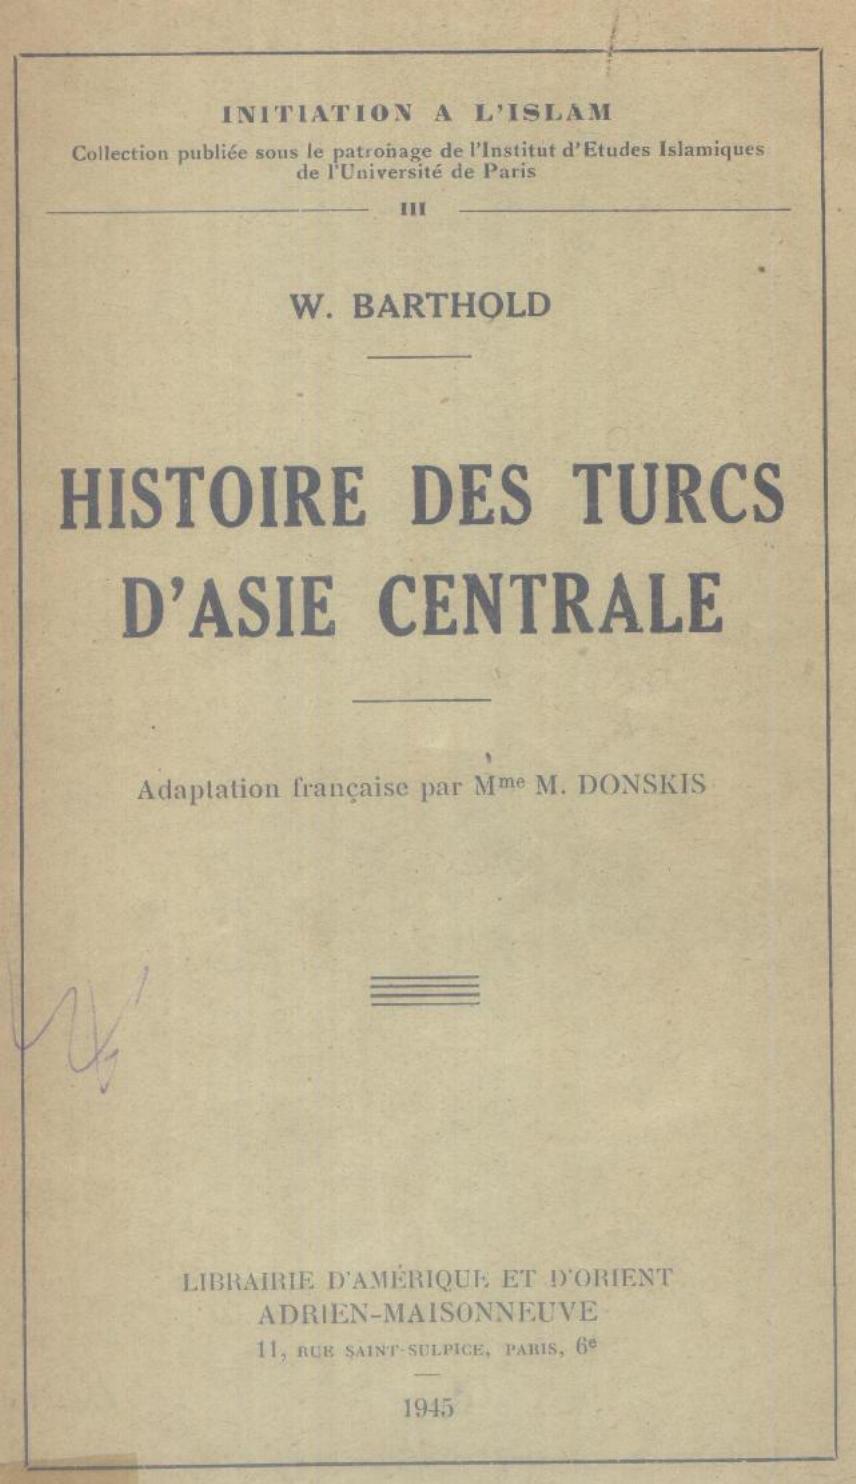 INITIATION A L'ISLAM
Collection publiée sous le patronage de l'Institut d'Etudes Islamiques
de l'Université de Paris
III
W. BARTHOLD
HISTOIRE DES TURCS
D'ASIE CENTRALE
Adaptation française par Mme M. DONSKIS
LIBRAIRIE D'AMÉRIQUE ET D'ORIENT
ADRIEN-MAISONNEUVE
11, RUE SAINT-SULPICE, PARIS, 6e
1945